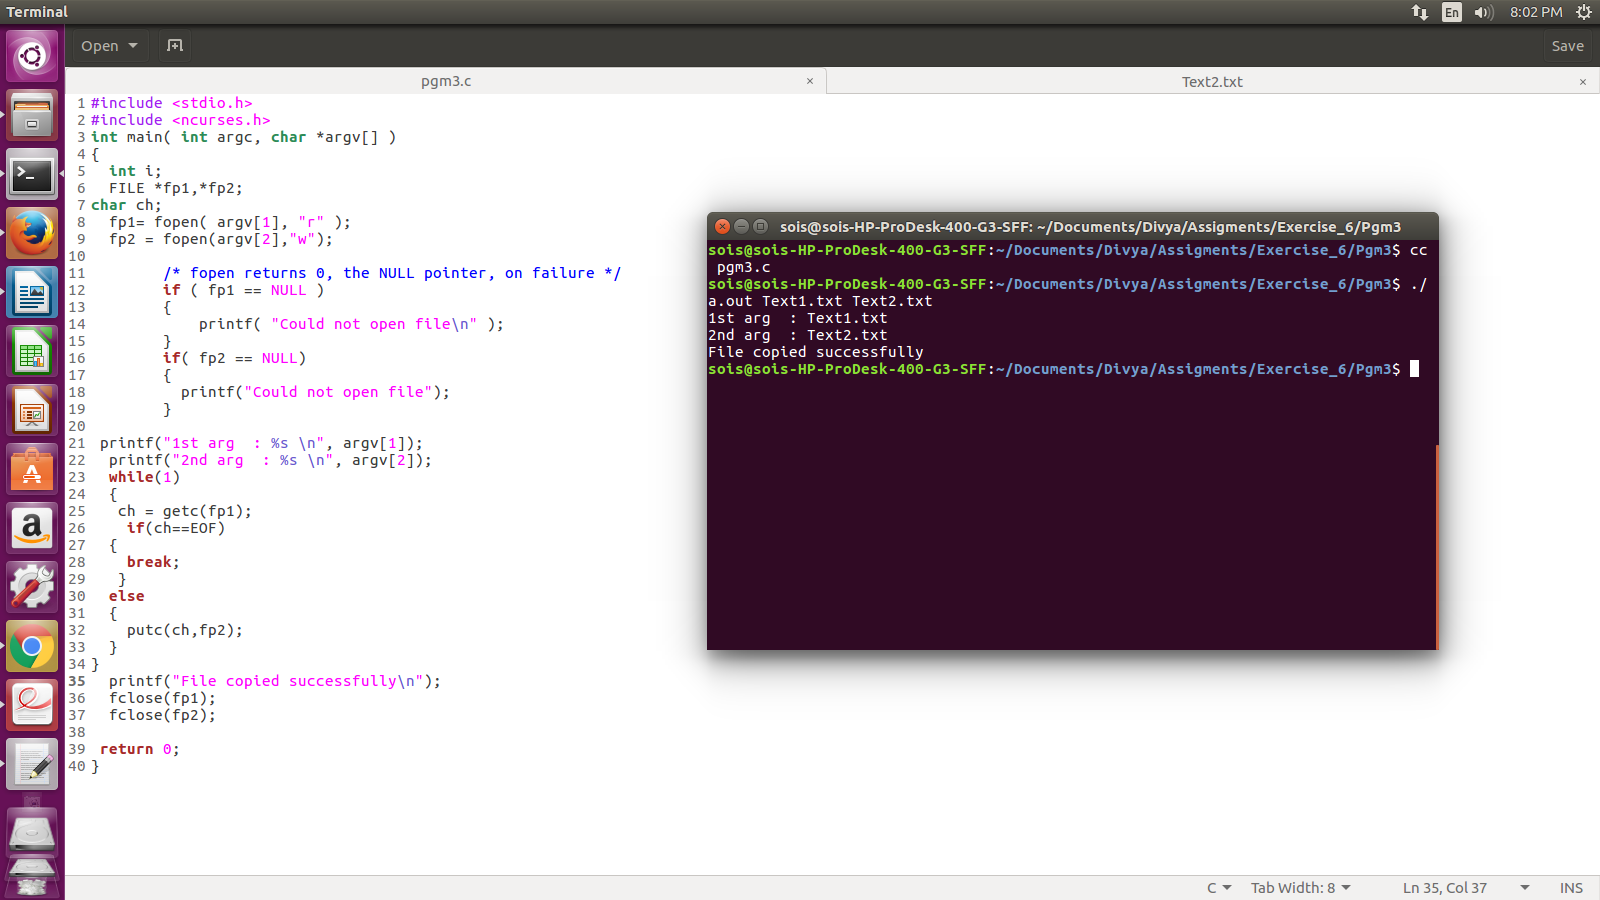 Terminal
En
8:02 PM
Open
Save
pgm3.c ×
Text2.txt ×
1 #include <stdio.h>
2 #include <ncurses.h>
3 int main( int argc, char *argv[] )
4 {
5   int i;
6   FILE *fp1,*fp2;
7 char ch;
8   fp1= fopen( argv[1], "r" );
9   fp2 = fopen(argv[2],"w");
10
11         /* fopen returns 0, the NULL pointer, on failure */
12         if ( fp1 == NULL )
13         {
14             printf( "Could not open file\n" );
15         }
16         if( fp2 == NULL)
17         {
18           printf("Could not open file");
19         }
20
21  printf("1st arg  : %s \n", argv[1]);
22   printf("2nd arg  : %s \n", argv[2]);
23   while(1)
24   {
25    ch = getc(fp1);
26     if(ch==EOF)
27   {
28     break;
29    }
30   else
31   {
32     putc(ch,fp2);
33   }
34 }
35   printf("File copied successfully\n");
36   fclose(fp1);
37   fclose(fp2);
38
39  return 0;
40 }
sois@sois-HP-ProDesk-400-G3-SFF: ~/Documents/Divya/Assigments/Exercise_6/Pgm3
sois@sois-HP-ProDesk-400-G3-SFF:~/Documents/Divya/Assigments/Exercise_6/Pgm3$ cc
 pgm3.c
sois@sois-HP-ProDesk-400-G3-SFF:~/Documents/Divya/Assigments/Exercise_6/Pgm3$ ./
a.out Text1.txt Text2.txt
1st arg  : Text1.txt
2nd arg  : Text2.txt
File copied successfully
sois@sois-HP-ProDesk-400-G3-SFF:~/Documents/Divya/Assigments/Exercise_6/Pgm3$
C
Tab Width: 8
Ln 35, Col 37
INS